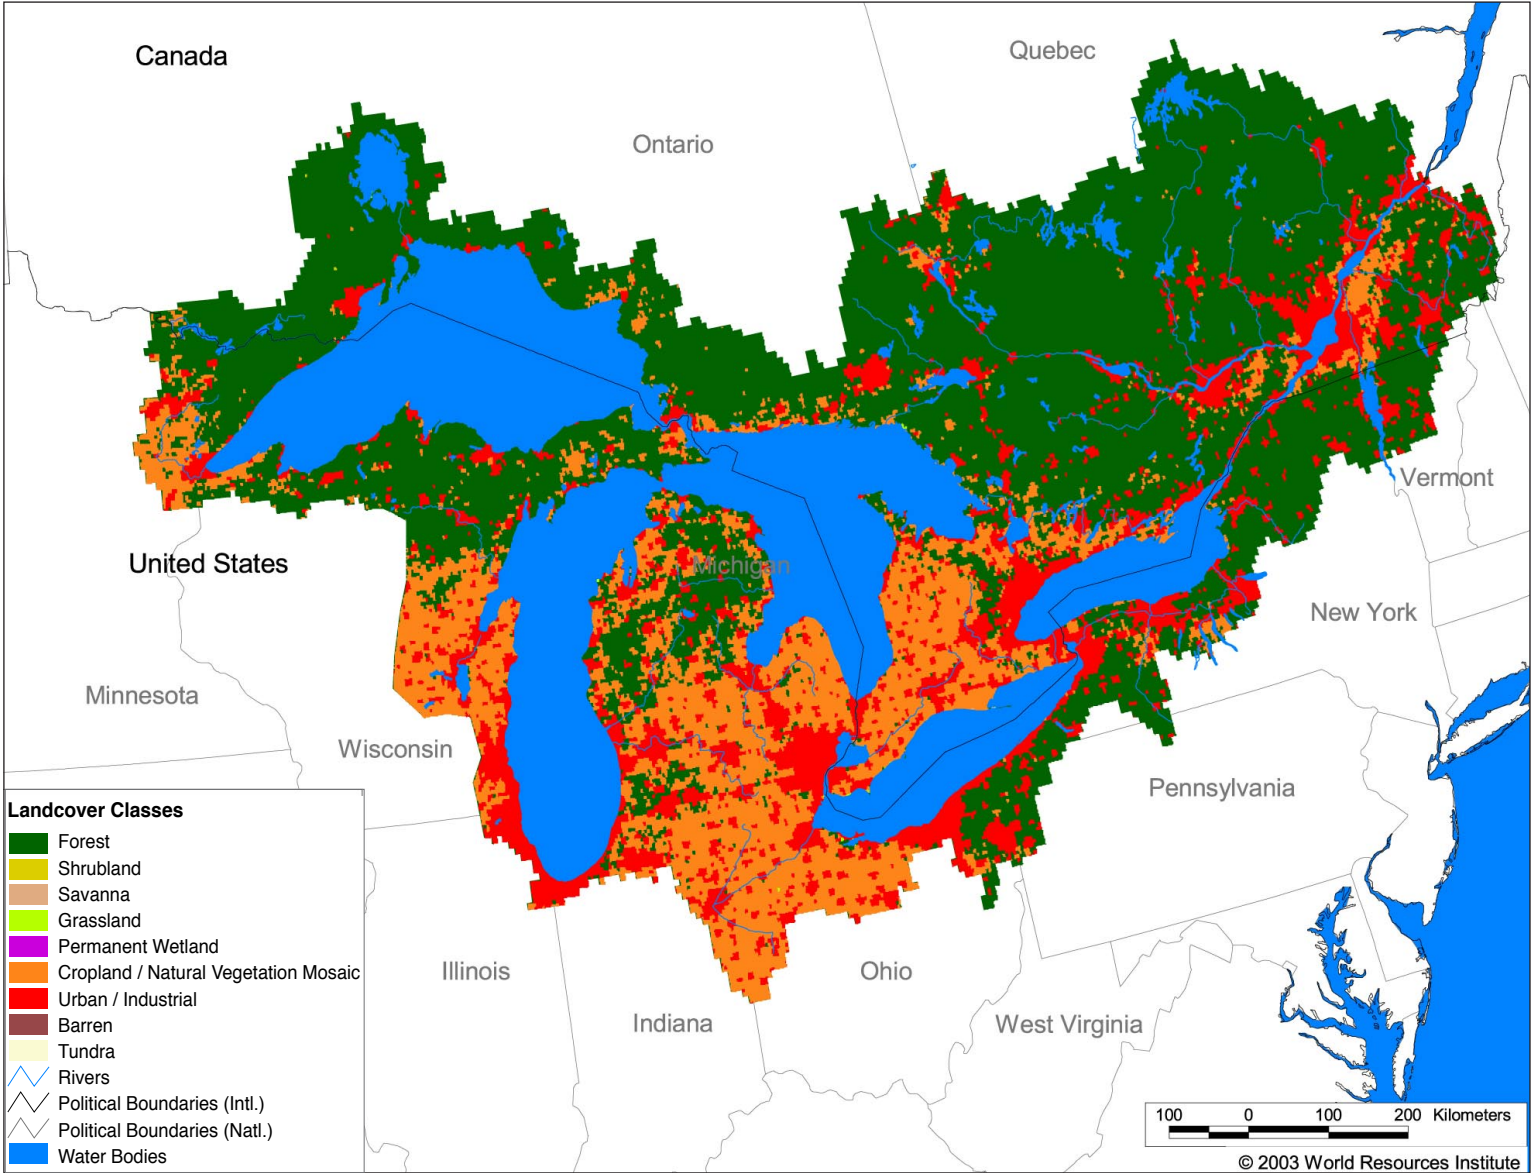 Canada
Quebec
Ontario
Vermont
United States
Michigan
New York
Minnesota
Wisconsin
Pennsylvania
Illinois
Ohio
Indiana
West Virginia
Landcover Classes
Forest
Shrubland
Savanna
Grassland
Permanent Wetland
Cropland / Natural Vegetation Mosaic
Urban / Industrial
Barren
Tundra
Rivers
Political Boundaries (Intl.)
Political Boundaries (Natl.)
Water Bodies
100 0 100 200 Kilometers
© 2003 World Resources Institute